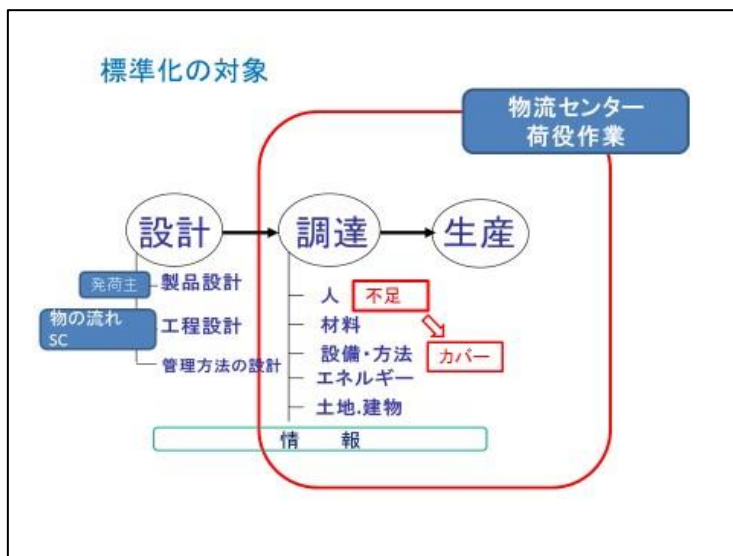 標準化の対象
物流センター
荷役作業
設計
調達
生産
発荷主
製品設計
物の流れ
SC
工程設計
管理方法の設計
人
不足
材料
設備・方法
カバー
エネルギー
土地.建物
情 報